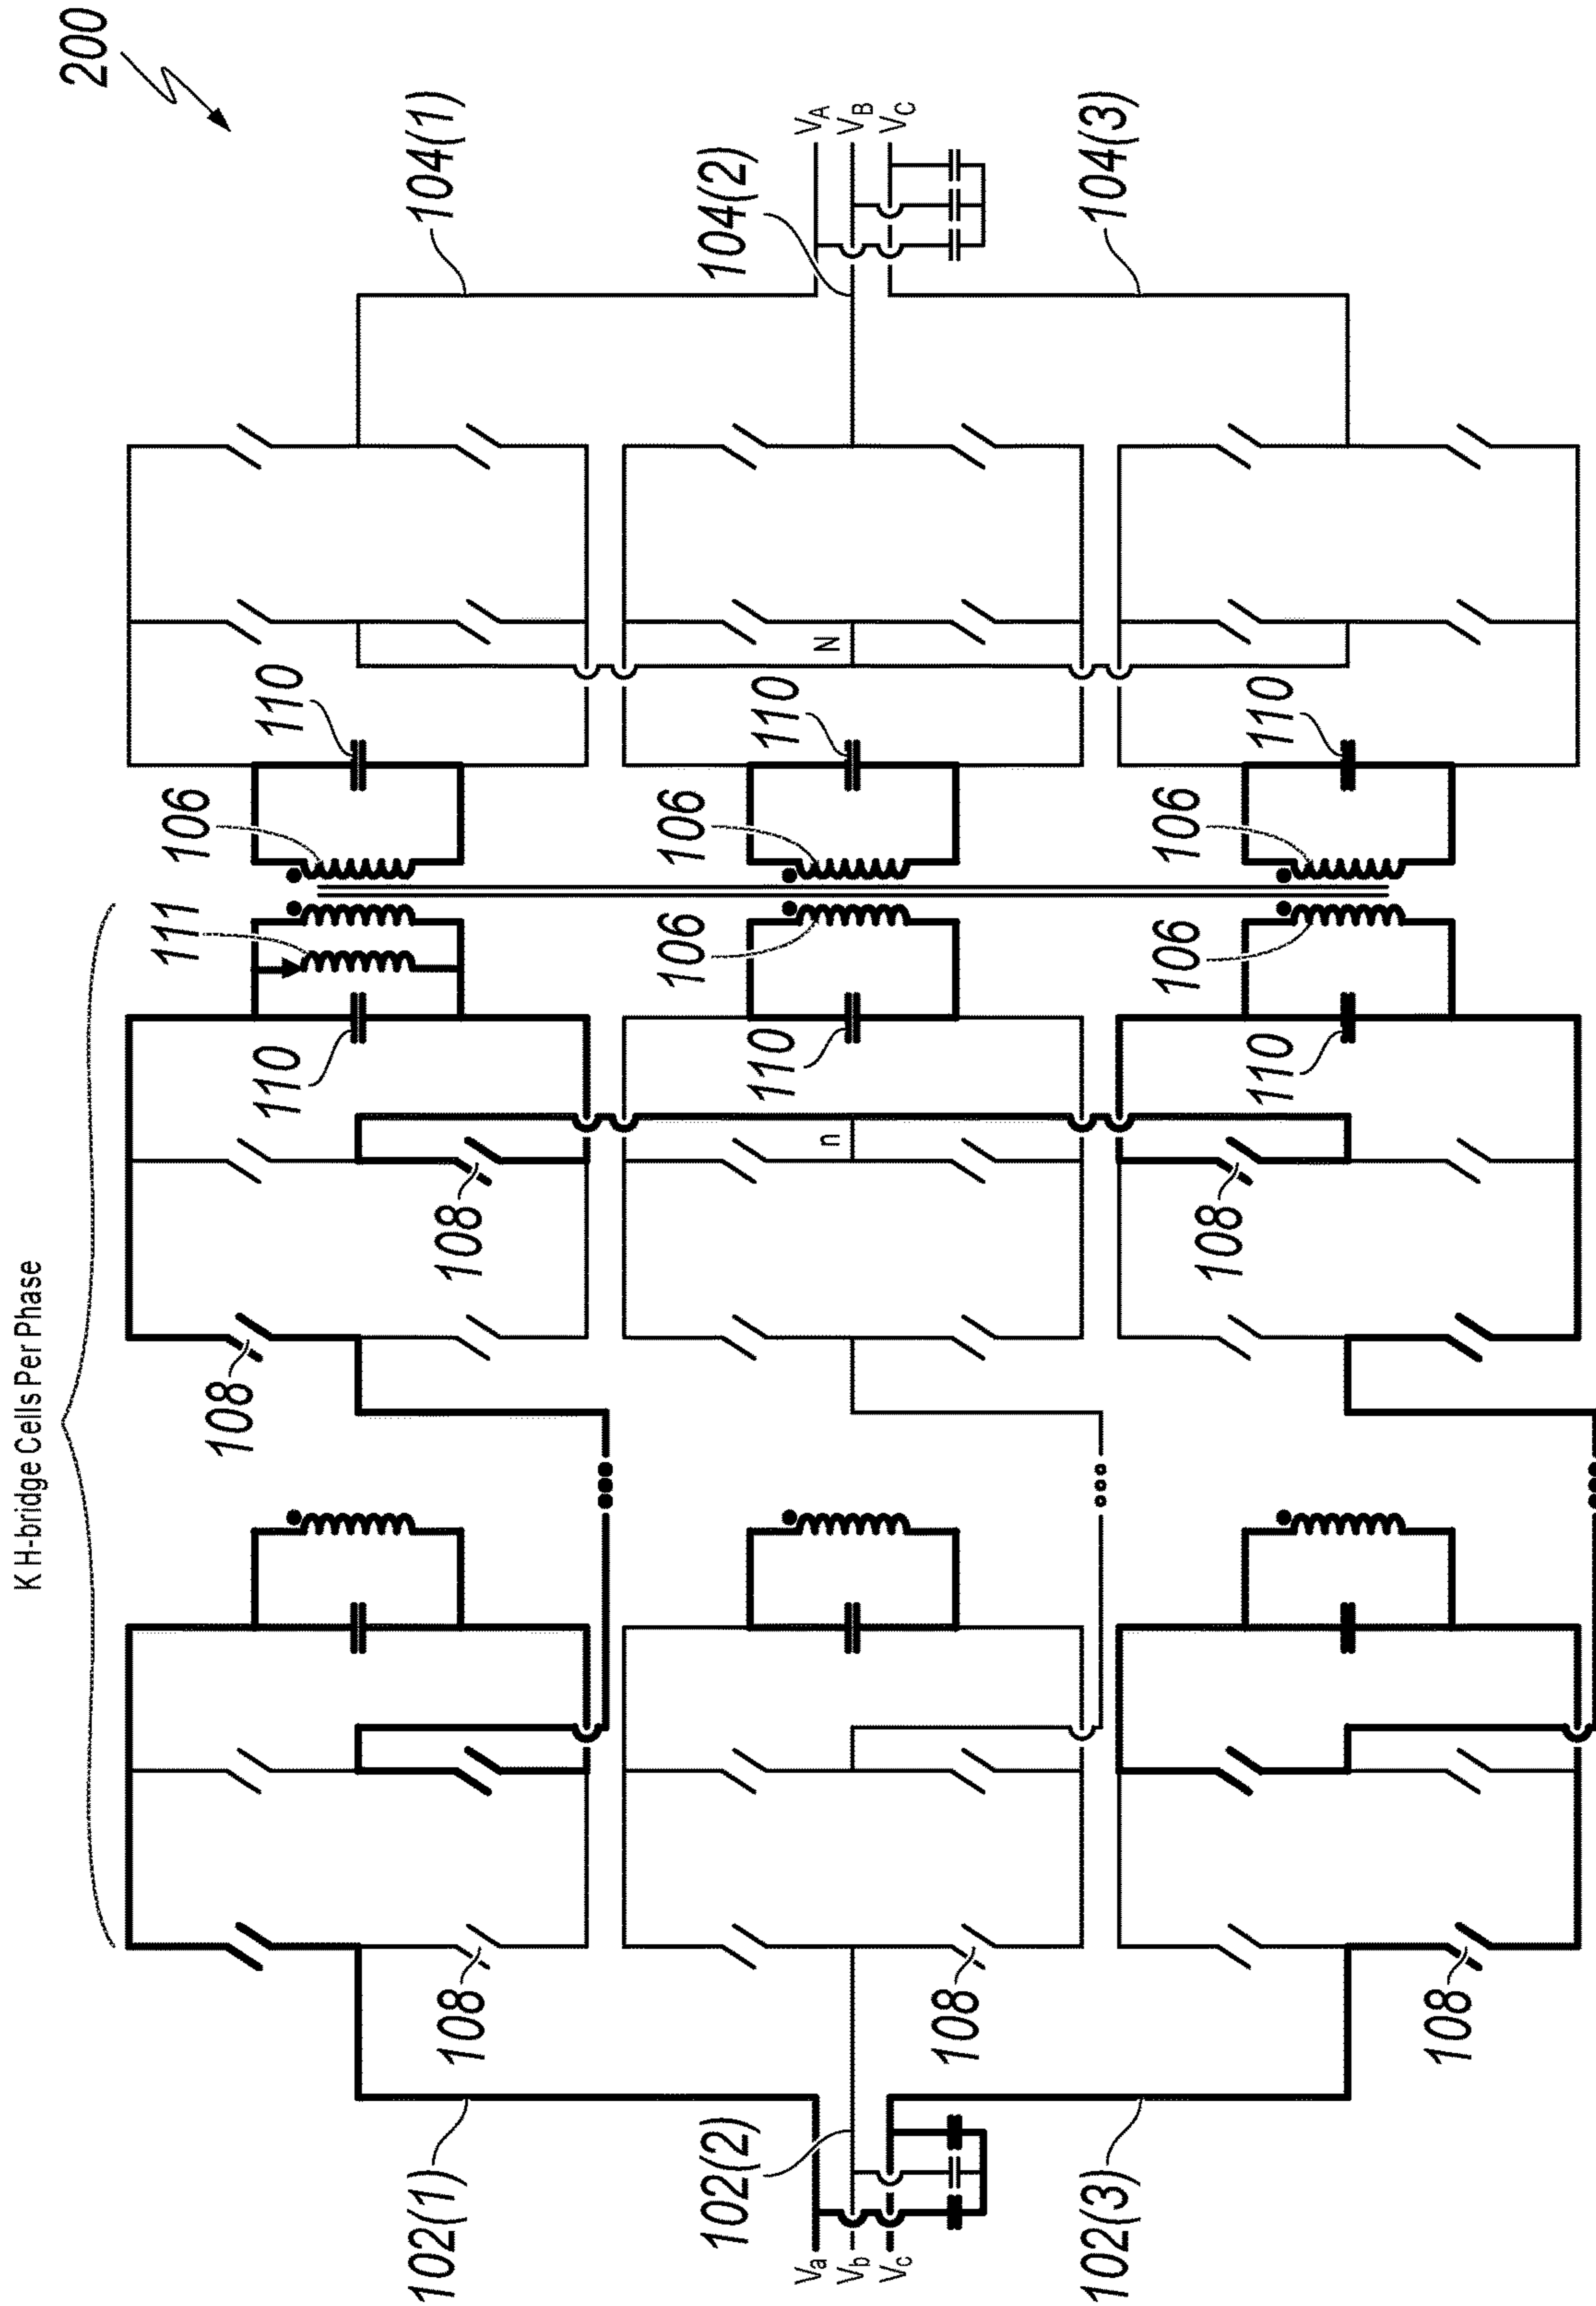 K H-bridge Cells Per Phase
200
111
106
108
110
110
102(1)
108
108
104(1)
106
106
102(2)
110
110
104(2)
Va
n
N
VA
Vb
VB
Vc
VC
108
102(3)
104(3)
106
106
108
110
110
108